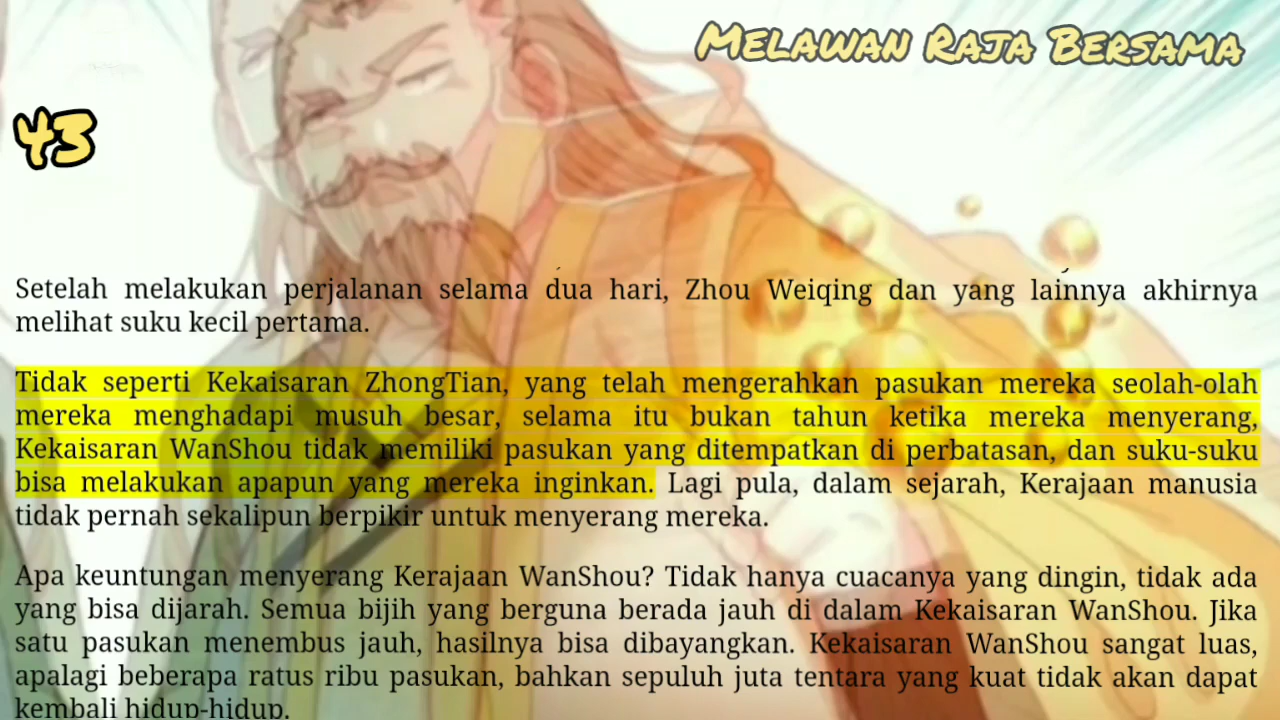 Melawan Raja Bersama
43
Setelah melakukan perjalanan selama dua hari, Zhou Weiqing dan yang lainnya akhirnya
melihat suku kecil pertama.
Tidak seperti Kekaisaran ZhongTian, yang telah mengerahkan pasukan mereka seolah-olah
mereka menghadapi musuh besar, selama itu bukan tahun ketika mereka menyerang,
Kekaisaran WanShou tidak memiliki pasukan yang ditempatkan di perbatasan, dan suku-suku
bisa melakukan apapun yang mereka inginkan. Lagi pula, dalam sejarah, Kerajaan manusia
tidak pernah sekalipun berpikir untuk menyerang mereka.
Apa keuntungan menyerang Kerajaan WanShou? Tidak hanya cuacanya yang dingin, tidak ada
yang bisa dijarah. Semua bijih yang berguna berada jauh di dalam Kekaisaran WanShou. Jika
satu pasukan menembus jauh, hasilnya bisa dibayangkan. Kekaisaran WanShou sangat luas,
apalagi beberapa ratus ribu pasukan, bahkan sepuluh juta tentara yang kuat tidak akan dapat
kembali hidup-hidup.